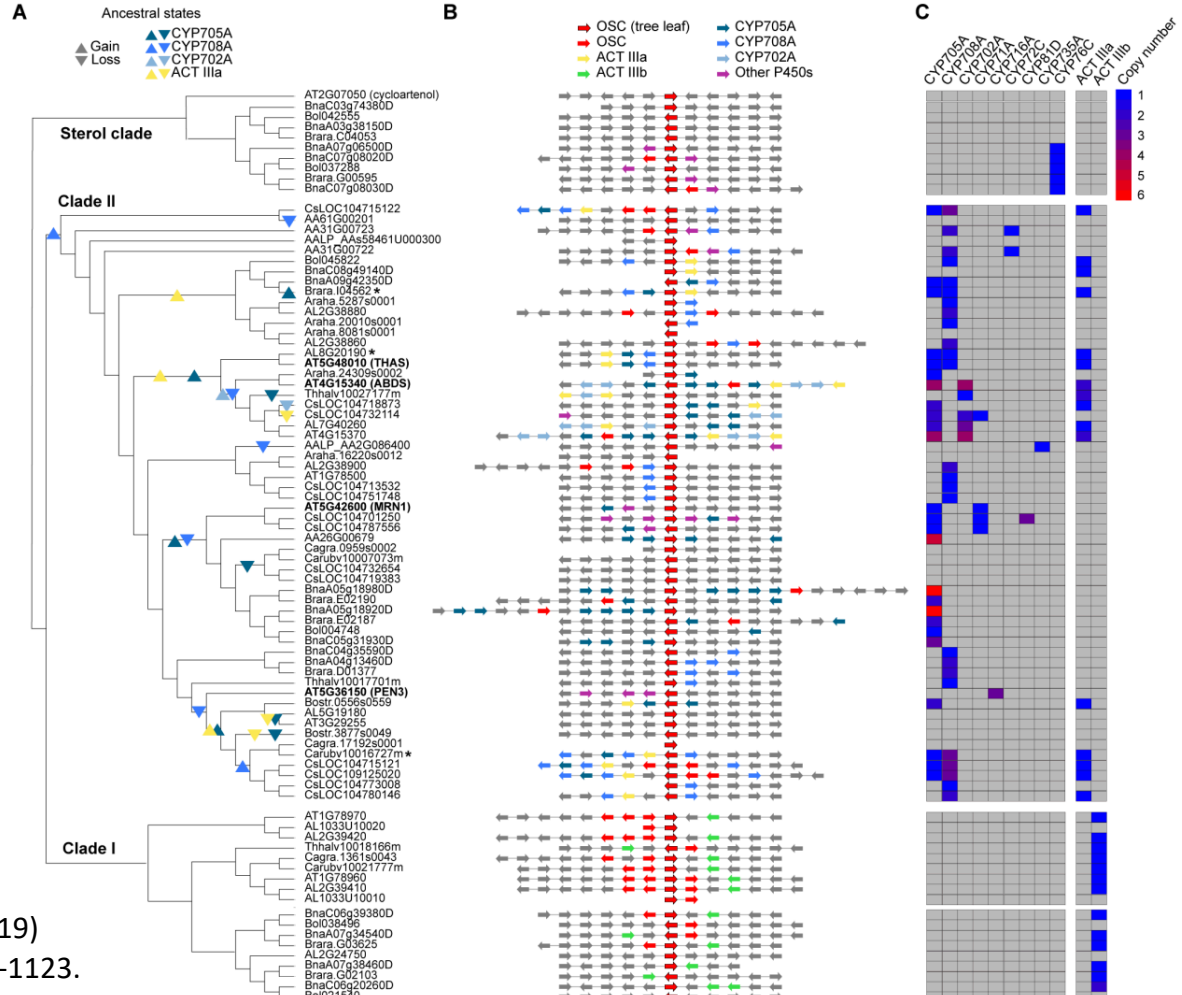 A
Ancestral states
Gain
Loss
CYP705A
CYP708A
CYP702A
ACT IIIa
B
OSC (tree leaf)
OSC
ACT IIIa
ACT IIIb
CYP705A
CYP708A
CYP702A
Other P450s
C
CYP705A
CYP708A
CYP702A
CYP71A
CYP716A
CYP72C
CYP81D
CYP735A
CYP76C
ACT IIIa
ACT IIIb
Copy number
1
2
3
4
5
6
Sterol clade
AT2G07050 (cycloartenol)
BnaC03g74380D
Bol042555
BnaA03g38150D
Brara.C04053
BnaA07g06500D
BnaC07g08020D
Bol037288
Brara.G00595
BnaC07g08030D
Clade II
CsLOC104715122
AA61G00201
AA31G00723
AALP_AAs58461U000300
AA31G00722
Bol045822
BnaC08g49140D
BnaA09g42350D
Brara.I04562 *
Araha.5287s0001
AL2G38880
Araha.20010s0001
Araha.8081s0001
AL2G38860
AL8G20190 *
AT5G48010 (THAS)
Araha.24309s0002
AT4G15340 (ABDS)
Thhalv10027177m
CsLOC104718873
CsLOC104732114
AL7G40260
AT4G15370
AALP_AA2G086400
Araha.16220s0012
AL2G38900
AT1G78500
CsLOC104713532
CsLOC104751748
AT5G42600 (MRN1)
CsLOC104701250
CsLOC104787556
AA26G00679
Cagra.0959s0002
Carubv10007073m
CsLOC104732654
CsLOC104719383
BnaA05g18980D
Brara.E02190
BnaA05g18920D
Brara.E02187
Bol004748
BnaC05g31930D
BnaC04g35590D
BnaA04g13460D
Brara.D01377
Thhalv10017701m
AT5G36150 (PEN3)
Bostr.0556s0559
AL5G19180
AT3G29255
Bostr.3877s0049
Cagra.17192s0001
Carubv10016727m *
CsLOC104715121
CsLOC109125020
CsLOC104773008
CsLOC104780146
Clade I
AT1G78970
AL1033U10020
AL2G39420
Thhalv10018166m
Cagra.1361s0043
Carubv10021777m
AT1G78960
AL2G39410
AL1033U10010
BnaC06g39380D
Bol038496
BnaA07g34540D
Brara.G03625
AL2G24750
BnaA07g38460D
Brara.G02103
BnaC06g20260D
19)
-1123.